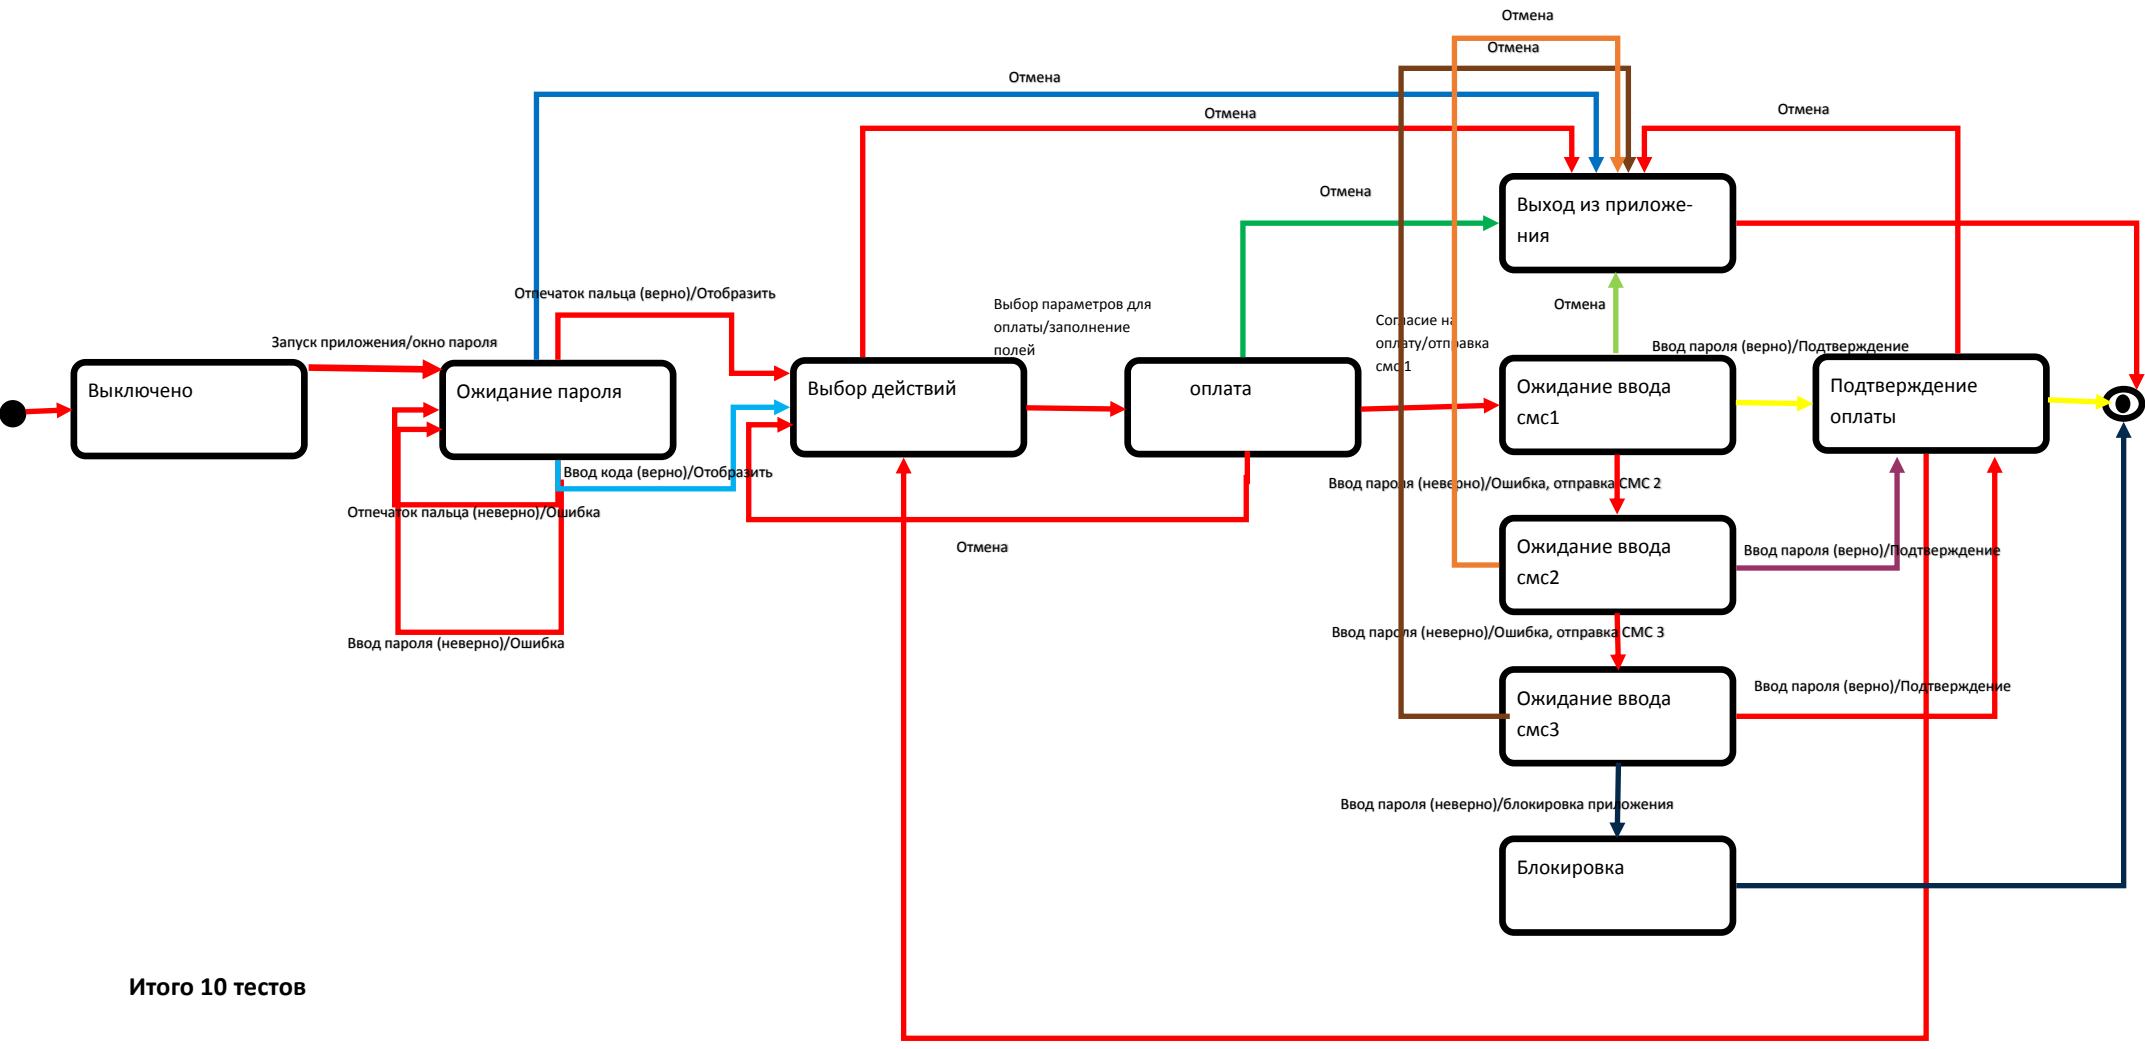 Отмена
Отмена
Отмена
Отмена
Отмена
Отмена
Выход из приложе-
ния
Отпечаток пальца (верно)/Отобразить
Выбор параметров для
оплаты/заполнение
полей
Отмена
Согласие на
оплату/отправка
смс 1
Запуск приложения/окно пароля
Ввод пароля (верно)/Подтверждение
Выключено
Ожидание пароля
Выбор действий
оплата
Ожидание ввода
смс1
Подтверждение
оплаты
Ввод кода (верно)/Отобразить
Ввод пароля (неверно)/Ошибка, отправка СМС 2
Отпечаток пальца (неверно)/Ошибка
Отмена
Ожидание ввода
смс2
Ввод пароля (верно)/Подтверждение
Ввод пароля (неверно)/Ошибка
Ввод пароля (неверно)/Ошибка, отправка СМС 3
Ожидание ввода
смс3
Ввод пароля (верно)/Подтверждение
Ввод пароля (неверно)/блокировка приложения
Блокировка
Итого 10 тестов